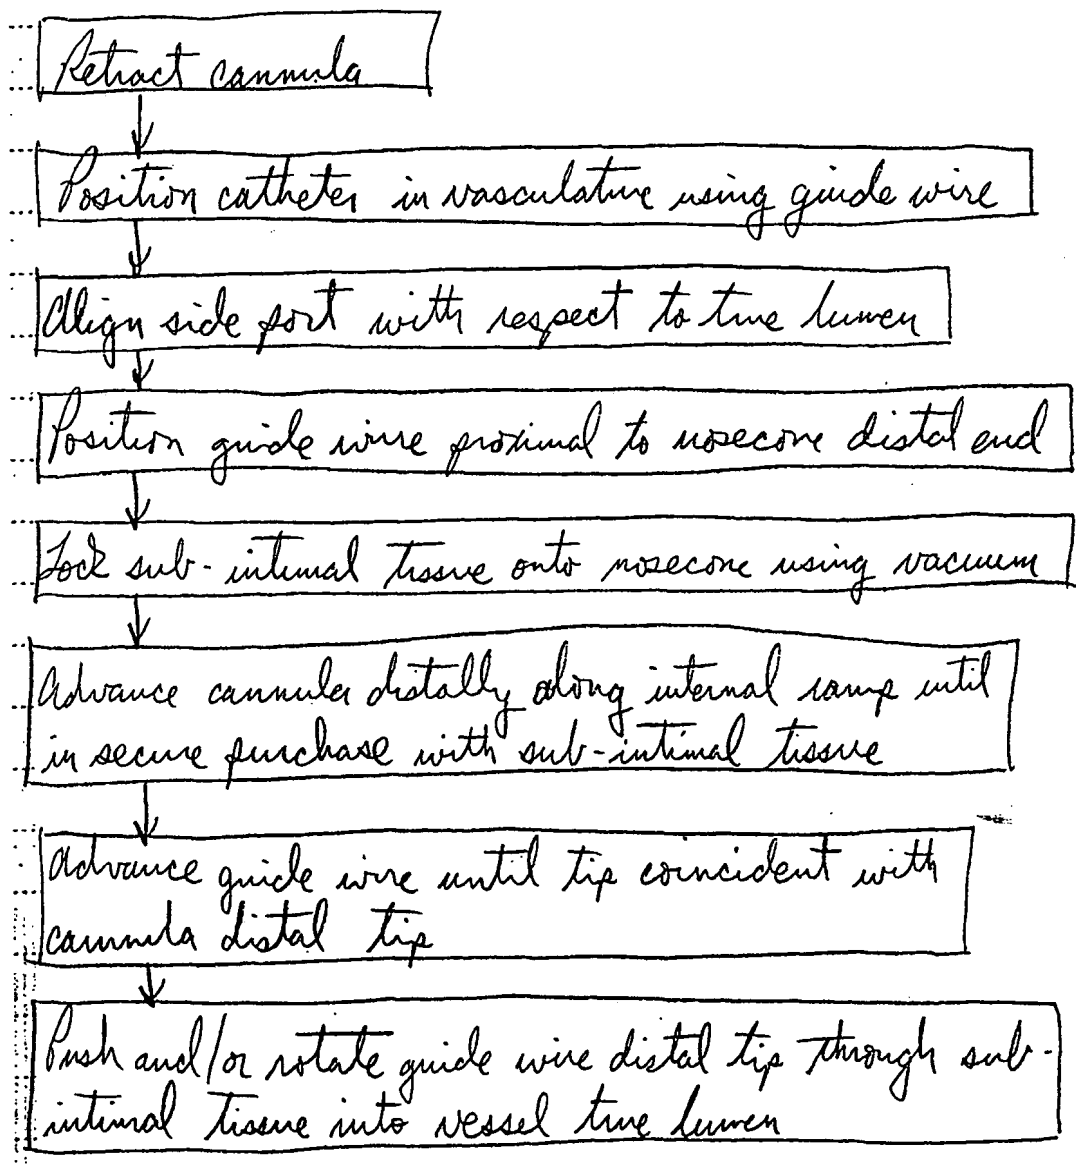 Retract cannula
Position catheter in vasculature using guide wire
Align side port with respect to true lumen
Position guide wire proximal to nosecone distal end
Lock sub-intimal tissue onto nosecone using vacuum
Advance cannula distally along internal ramp until
in secure purchase with sub-intimal tissue
Advance guide wire until tip coincident with
cannula distal tip
Push and/or rotate guide wire distal tip through sub-
intimal tissue into vessel true lumen